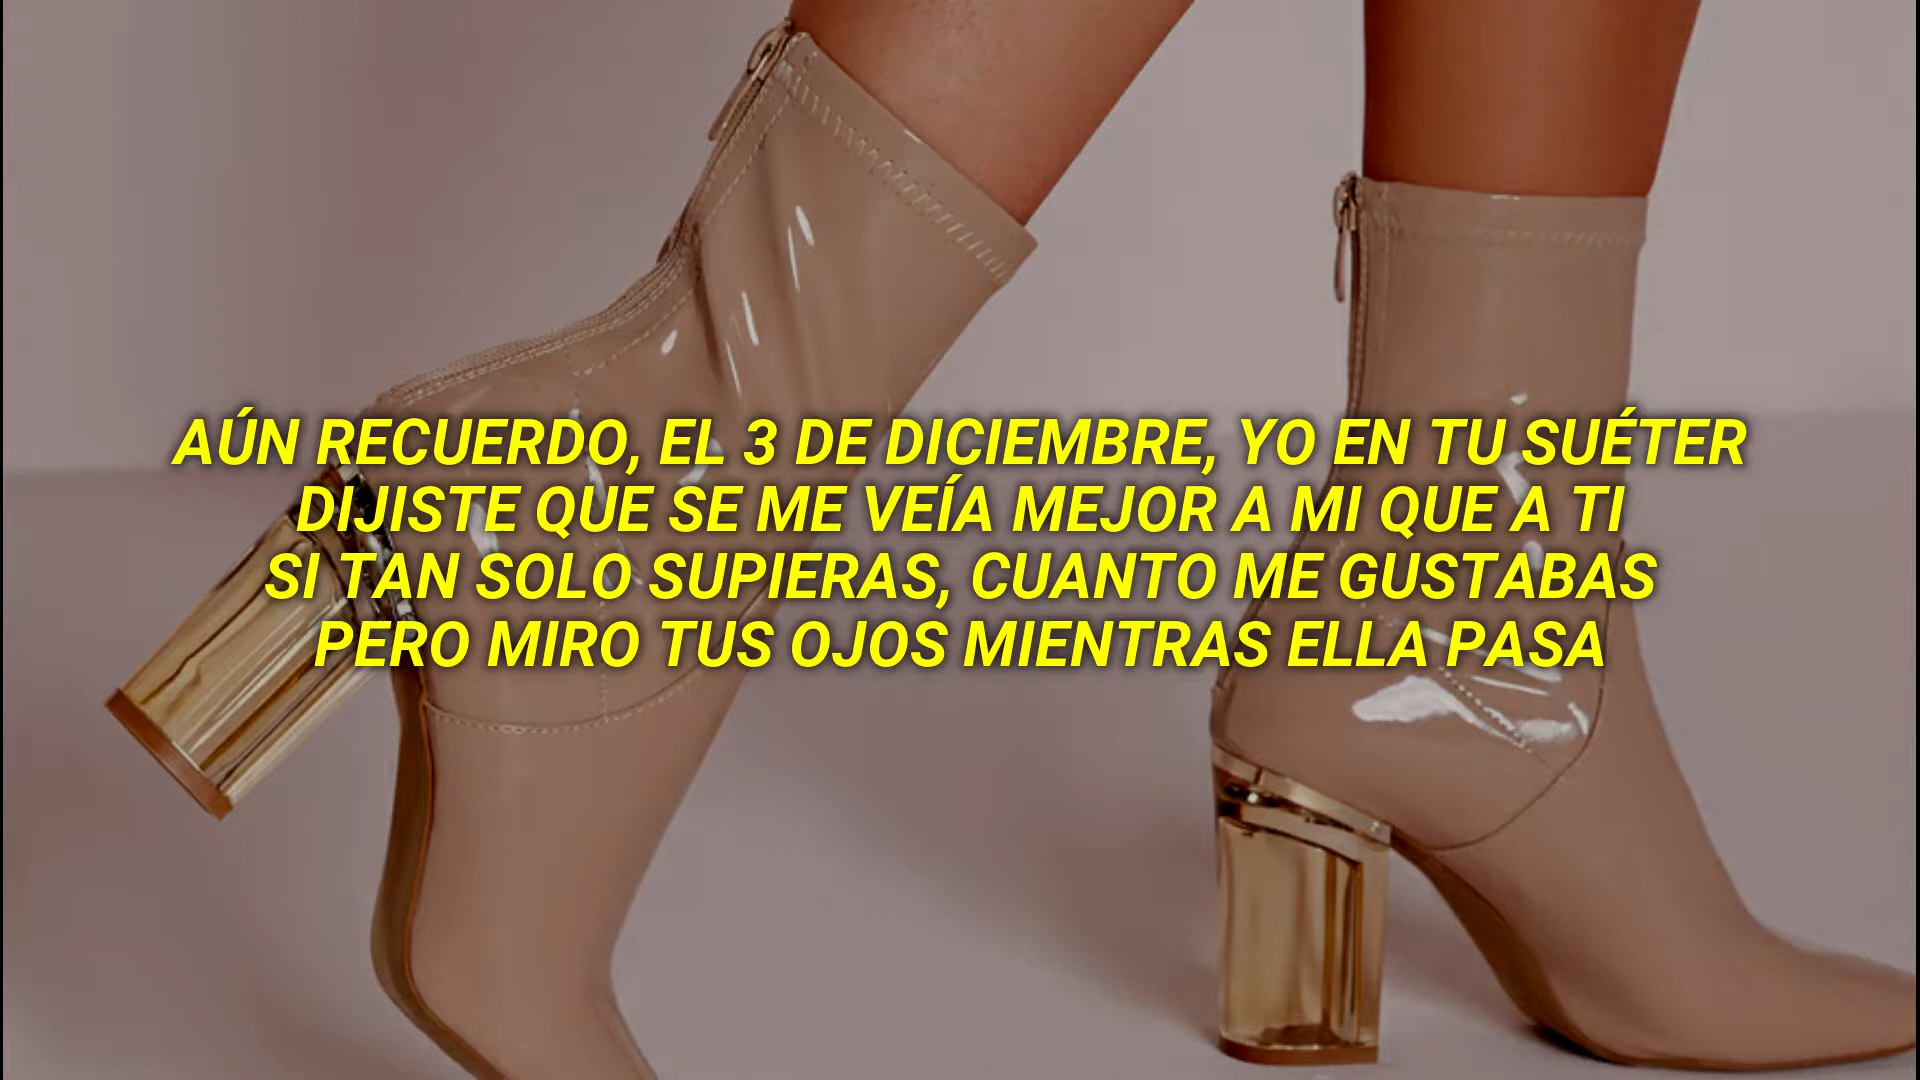 AÚN RECUERDO, EL 3 DE DICIEMBRE, YO EN TU SUÉTER
DIJISTE QUE SE ME VEÍA MEJOR A MI QUE A TI
SI TAN SOLO SUPIERAS, CUANTO ME GUSTABAS
PERO MIRO TUS OJOS MIENTRAS ELLA PASA